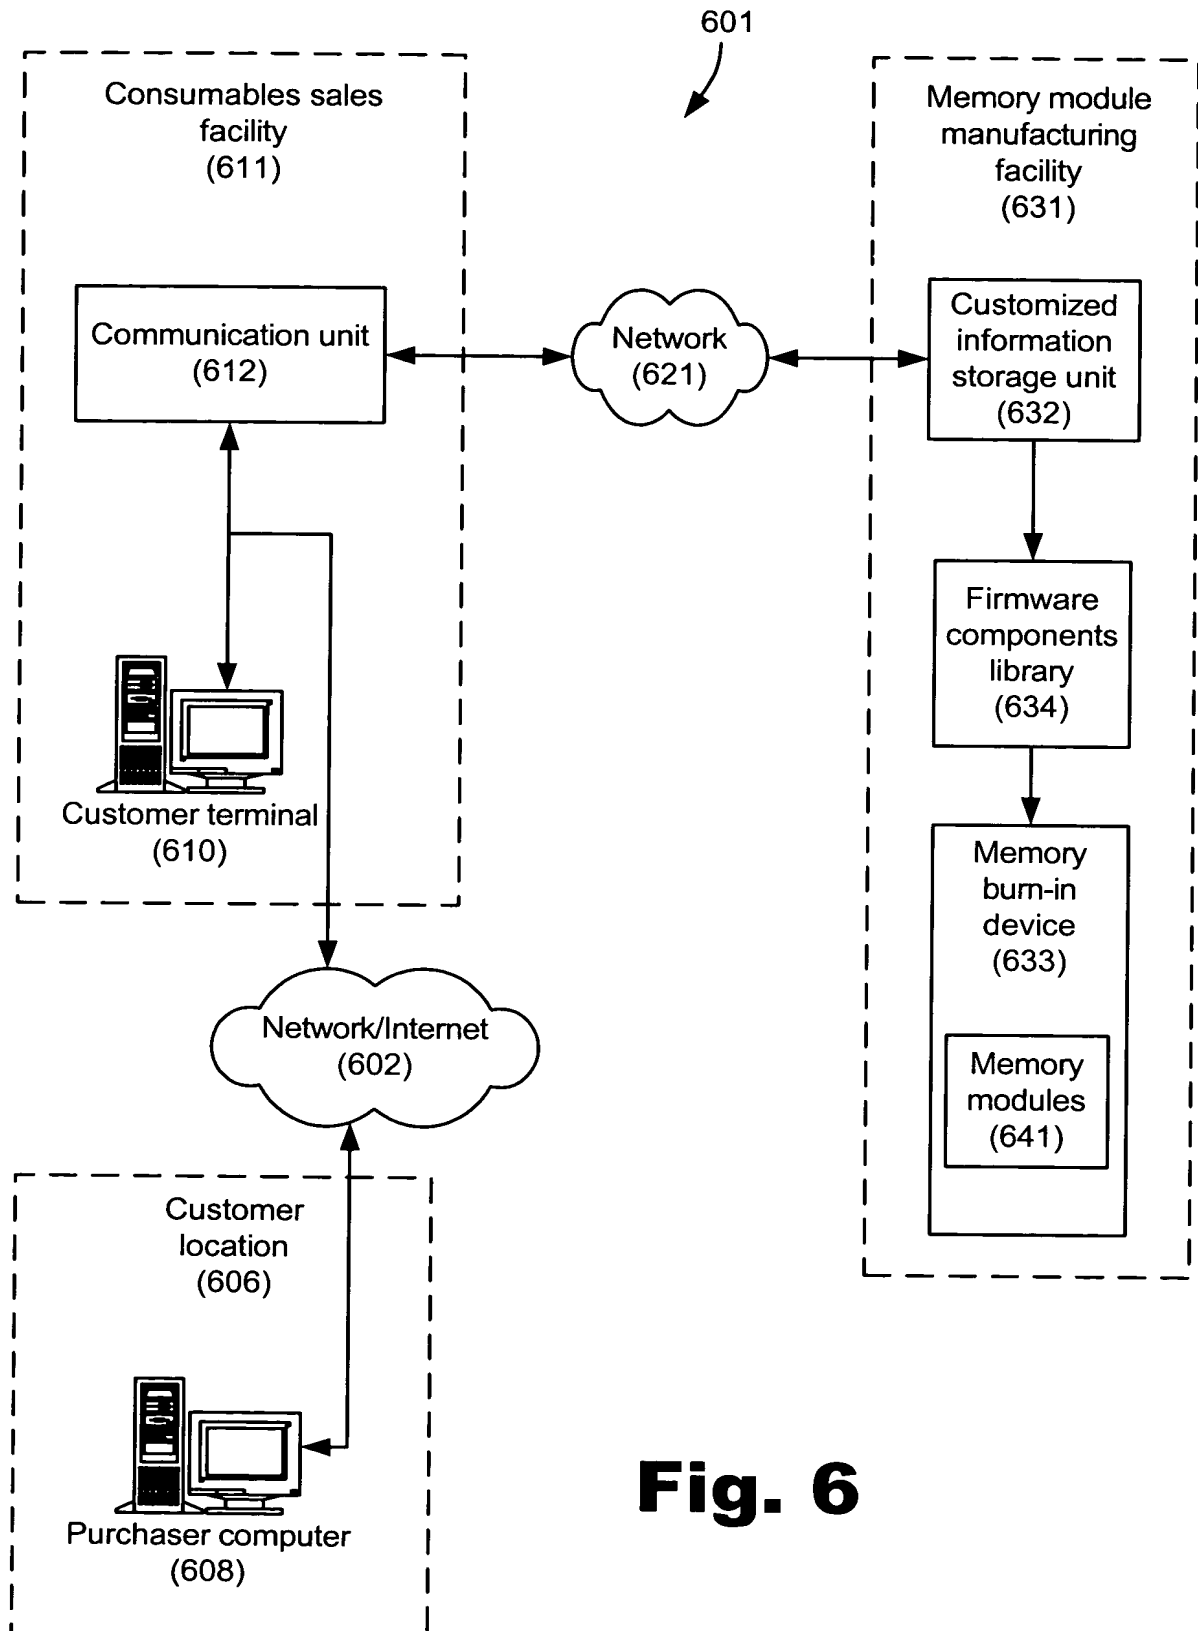 601
Consumables sales
facility
(611)
Memory module
manufacturing
facility
(631)
Communication unit
(612)
Network
(621)
Customized
information
storage unit
(632)
Firmware
components
library
(634)
Customer terminal
(610)
Memory
burn-in
device
(633)
Network/Internet
(602)
Memory
modules
(641)
Customer
location
(606)
Purchaser computer
(608)
Fig. 6